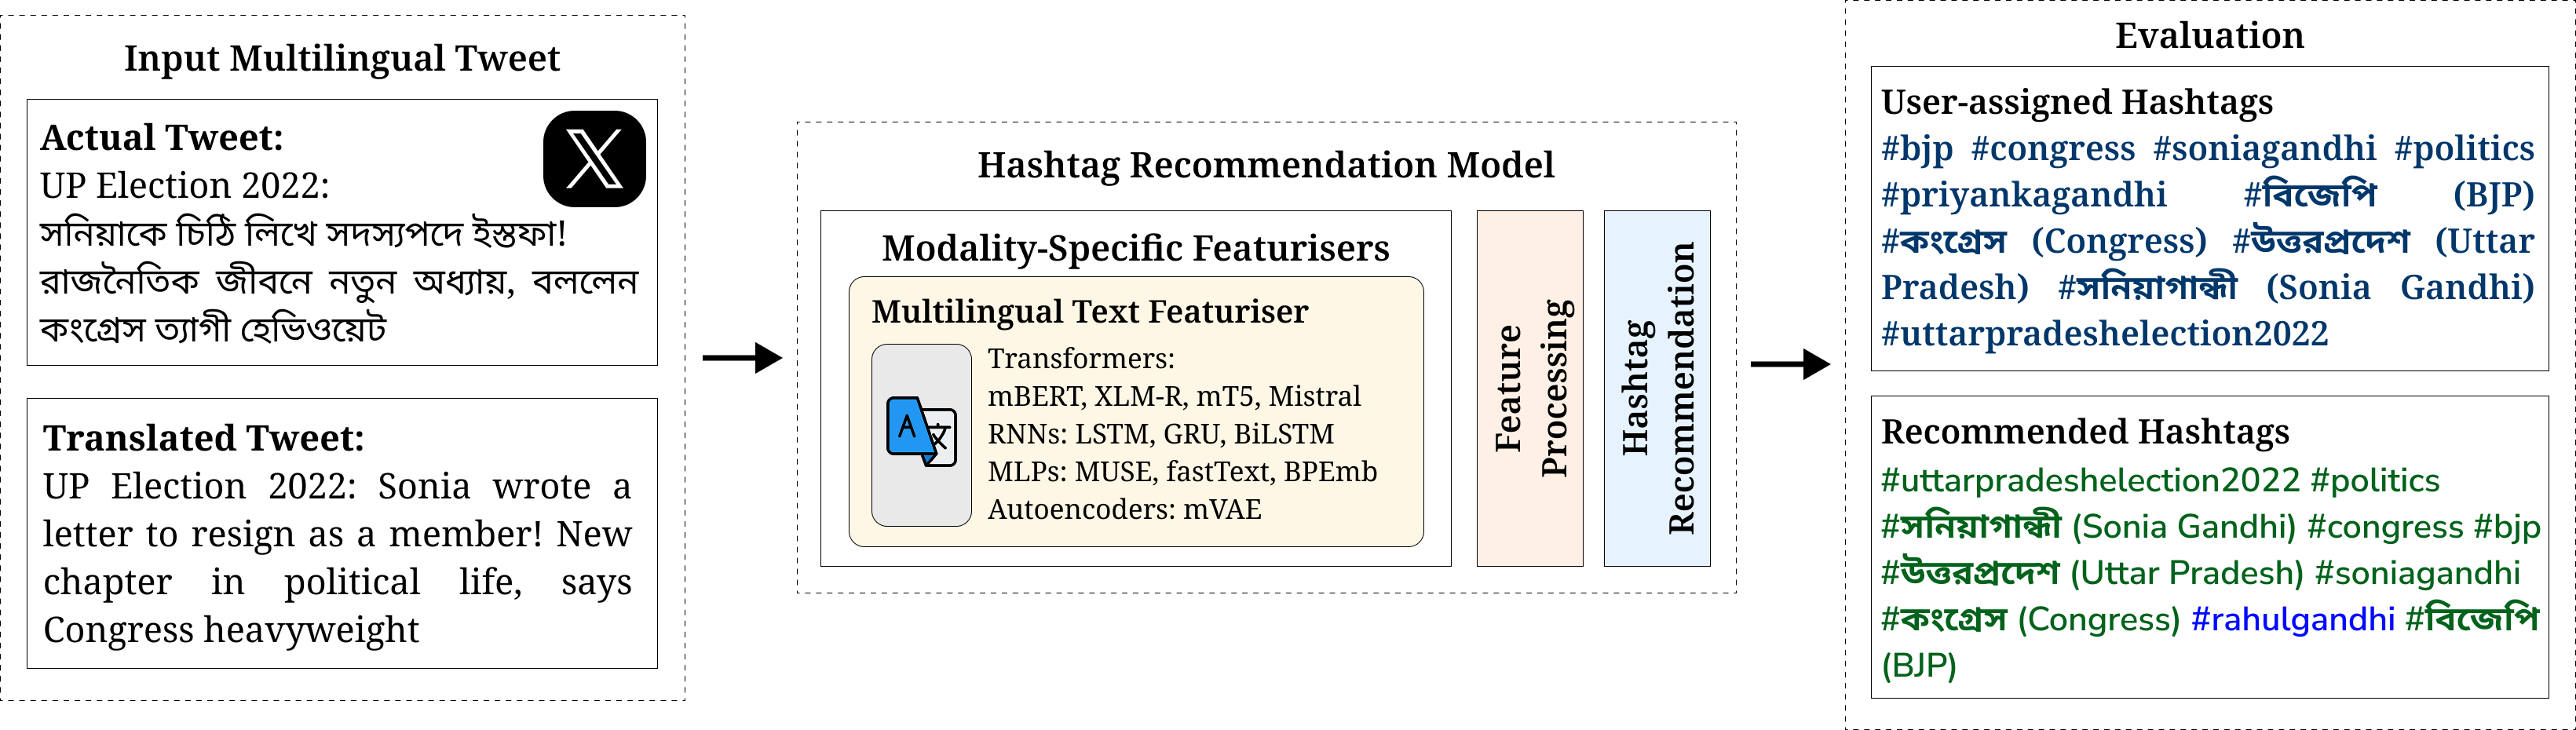 Input Multilingual Tweet
Actual Tweet:
UP Election 2022:
সনিয়াকে চিঠি লিখে সদস্যপদে ইস্তফা!
রাজনৈতিক জীবনে নতুন অধ্যায়, বললেন
কংগ্রেস ত্যাগী হেভিওয়েট
Translated Tweet:
UP Election 2022: Sonia wrote a
letter to resign as a member! New
chapter in political life, says
Congress heavyweight
Hashtag Recommendation Model
Modality-Specific Featurisers
Multilingual Text Featuriser
Transformers:
mBERT, XLM-R, mT5, Mistral
RNNs: LSTM, GRU, BiLSTM
MLPs: MUSE, fastText, BPEmb
Autoencoders: mVAE
Feature
Processing
Hashtag
Recommendation
Evaluation
User-assigned Hashtags
#bjp #congress #soniagandhi #politics
#priyankagandhi #বিজেপি (BJP)
#কংগ্রেস (Congress) #উত্তরপ্রদেশ (Uttar
Pradesh) #সনিয়াগান্ধী (Sonia Gandhi)
#uttarpradeshelection2022
Recommended Hashtags
#uttarpradeshelection2022 #politics
#সনিয়াগান্ধী (Sonia Gandhi) #congress #bjp
#উত্তরপ্রদেশ (Uttar Pradesh) #soniagandhi
#কংগ্রেস (Congress) #rahulgandhi #বিজেপি
(BJP)